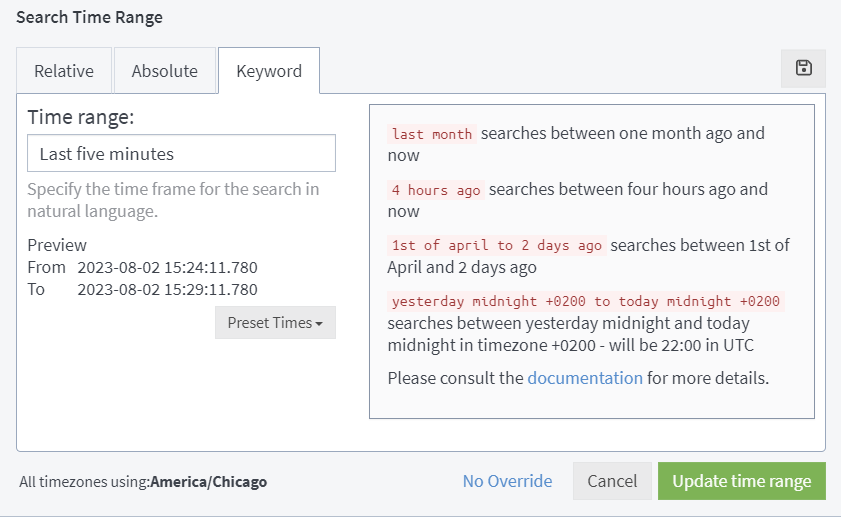 Search Time Range
Relative
Absolute
Keyword
Time range:
Last five minutes
Specify the time frame for the search in
natural language.
Preview
From 2023-08-02 15:24:11.780
To 2023-08-02 15:29:11.780
Preset Times
last month searches between one month ago and
now
4 hours ago searches between four hours ago and
now
1st of april to 2 days ago searches between 1st of
April and 2 days ago
yesterday midnight +0200 to today midnight +0200
searches between yesterday midnight and today
midnight in timezone +0200 - will be 22:00 in UTC
Please consult the documentation for more details.
All timezones using:America/Chicago
No Override
Cancel
Update time range